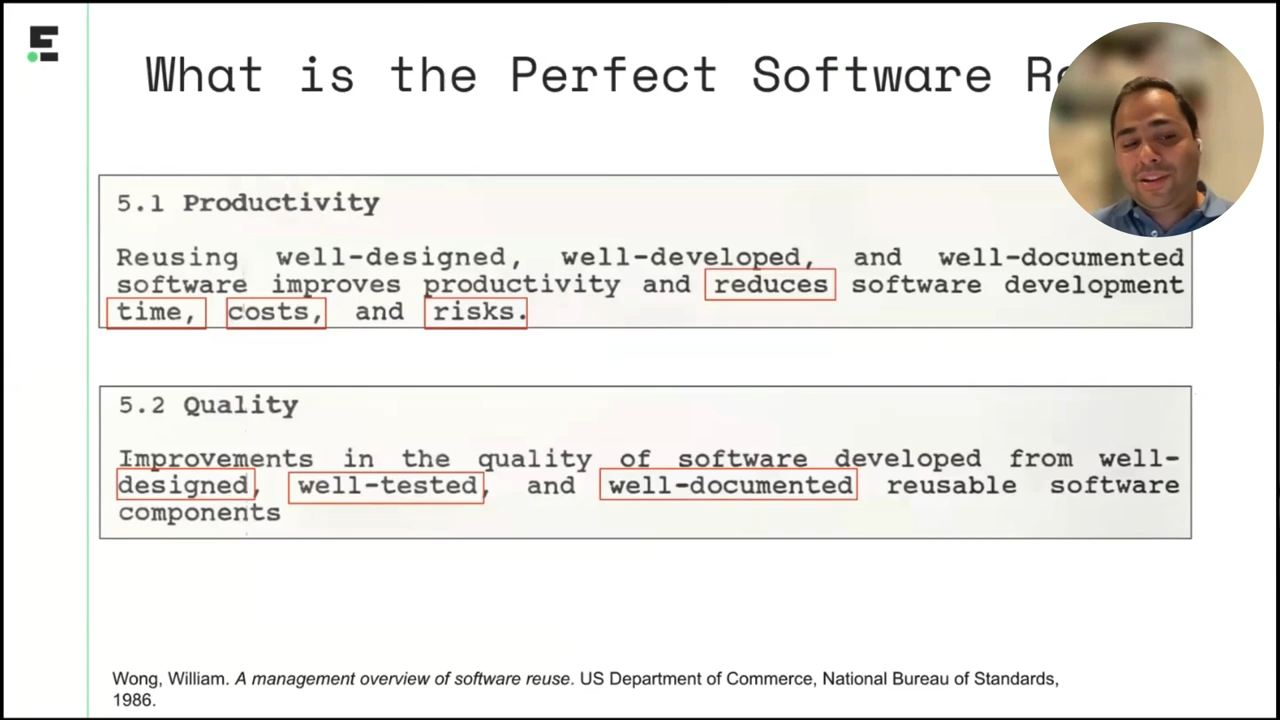 What is the Perfect Software
5.1 Productivity
Reusing well-designed, well-developed, and well-documented
software improves productivity and reduces software development
time, costs, and risks.
5.2 Quality
Improvements in the quality of software developed from well-
designed, well-tested, and well-documented reusable software
components
Wong, William. A management overview of software reuse. US Department of Commerce, National Bureau of Standards,
1986.